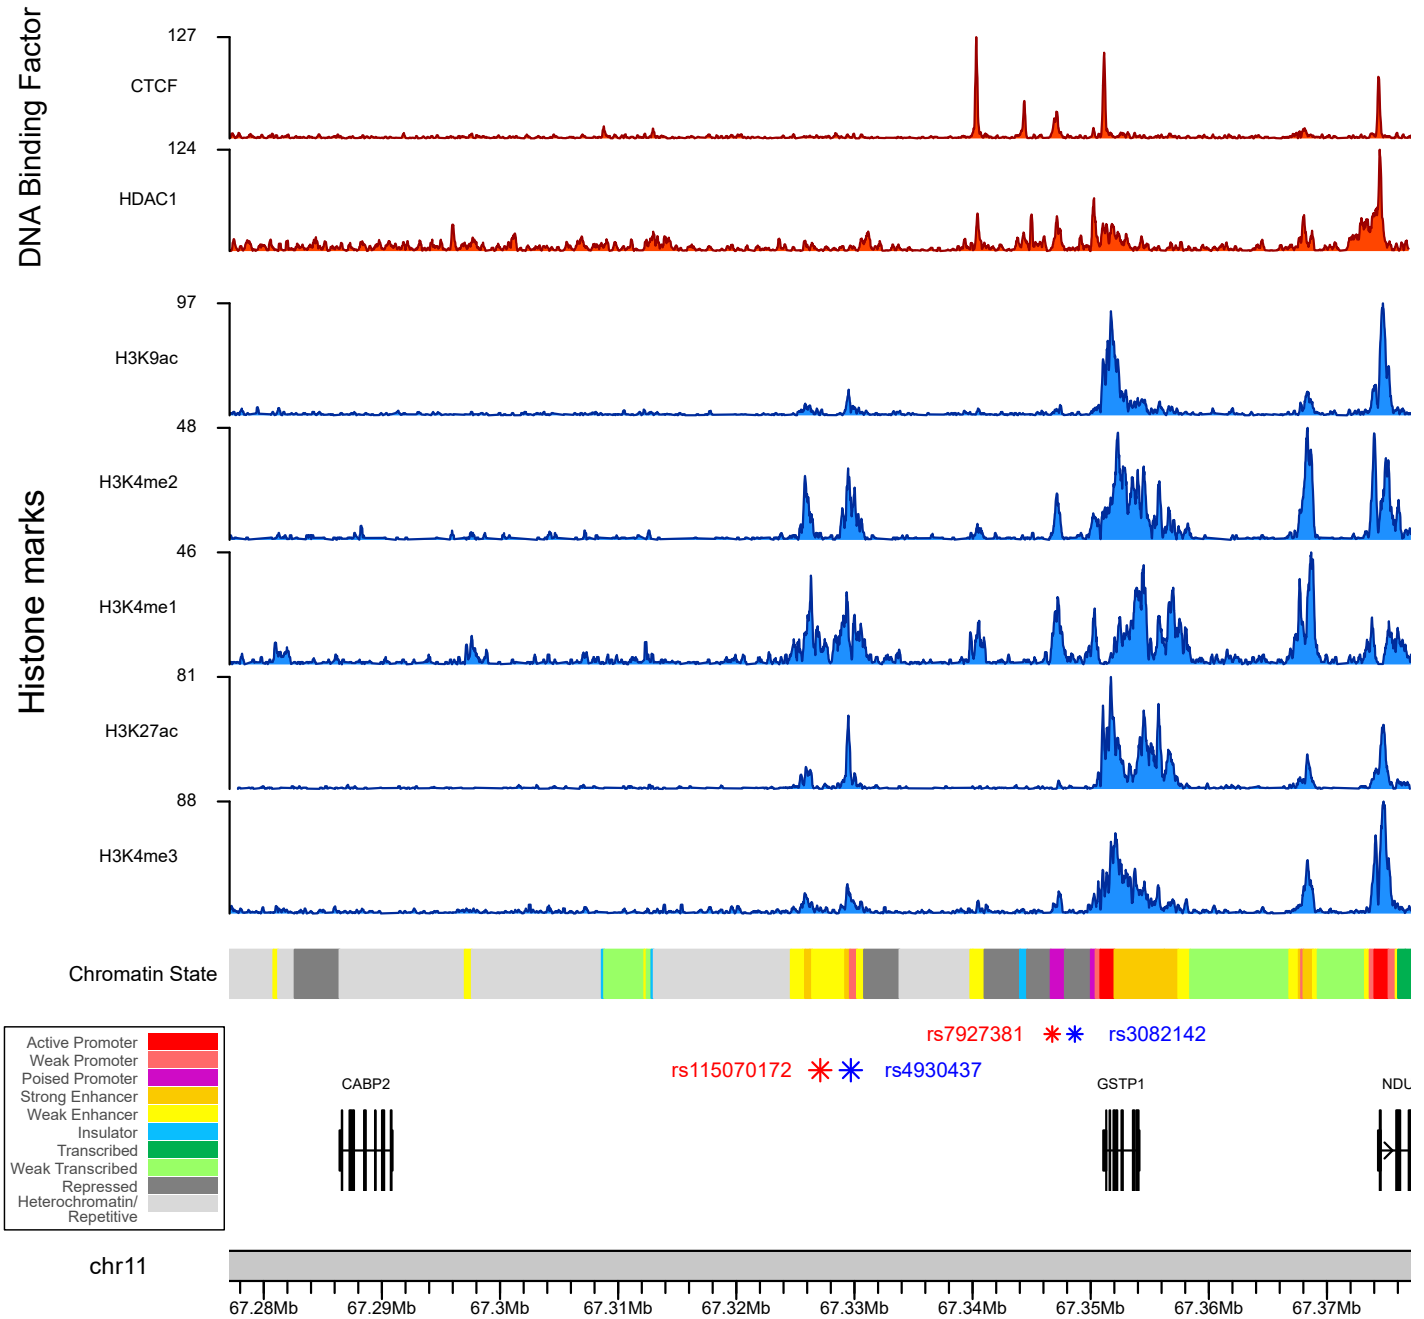 DNA Binding Factor
127
CTCF
124
HDAC1
Histone marks
97
H3K9ac
48
H3K4me2
46
H3K4me1
81
H3K27ac
88
H3K4me3
Chromatin State
rs7927381 rs3082142
rs115070172 rs4930437
CABP2 GSTP1 NDU
Active Promoter
Weak Promoter
Poised Promoter
Strong Enhancer
Weak Enhancer
Insulator
Transcribed
Weak Transcribed
Repressed
Heterochromatin/
Repetitive
chr11
67.28Mb 67.29Mb 67.3Mb 67.31Mb 67.32Mb 67.33Mb 67.34Mb 67.35Mb 67.36Mb 67.37Mb